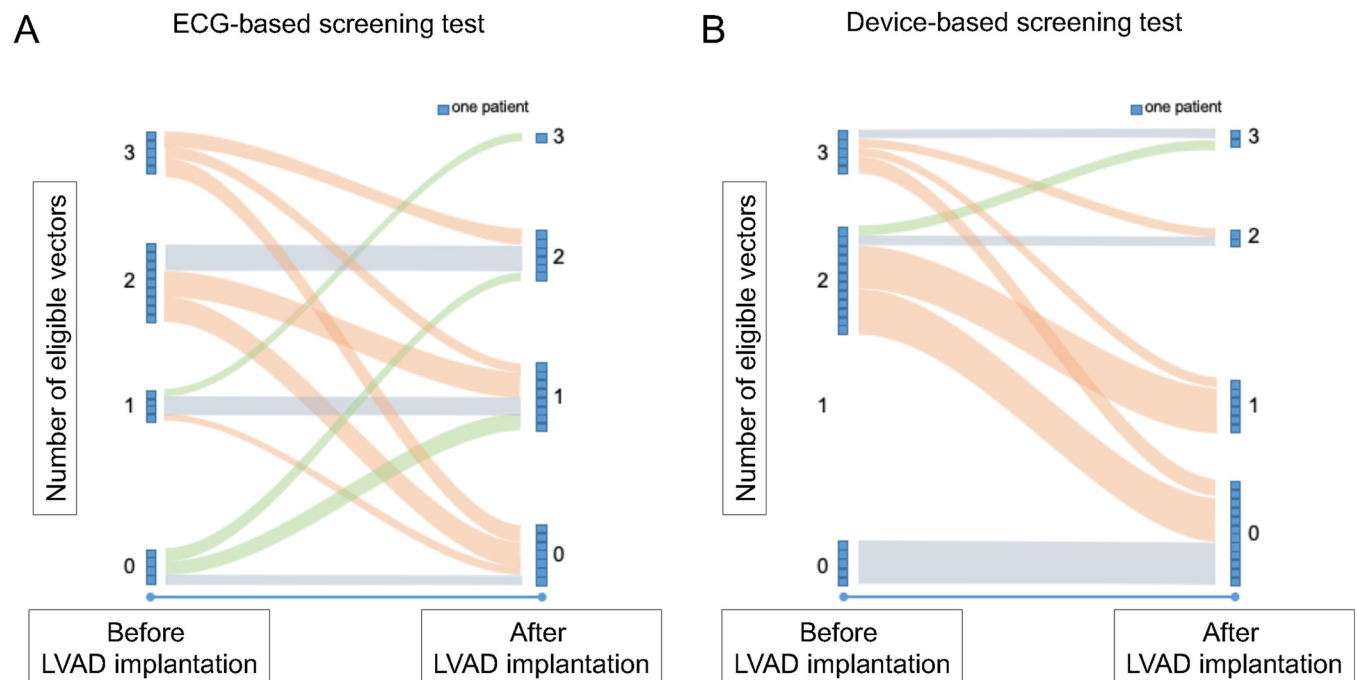 A
ECG-based screening test
one patient
Number of eligible vectors
3
2
1
0
3
2
1
0
Before
LVAD implantation
After
LVAD implantation
B
Device-based screening test
one patient
Number of eligible vectors
3
2
1
0
3
2
1
0
Before
LVAD implantation
After
LVAD implantation